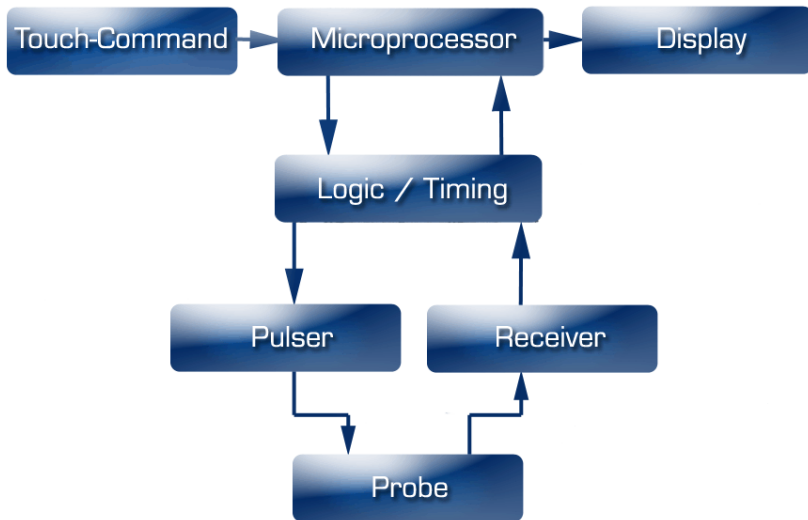 Touch-Command
Microprocessor
Display
Logic / Timing
Pulser
Receiver
Probe